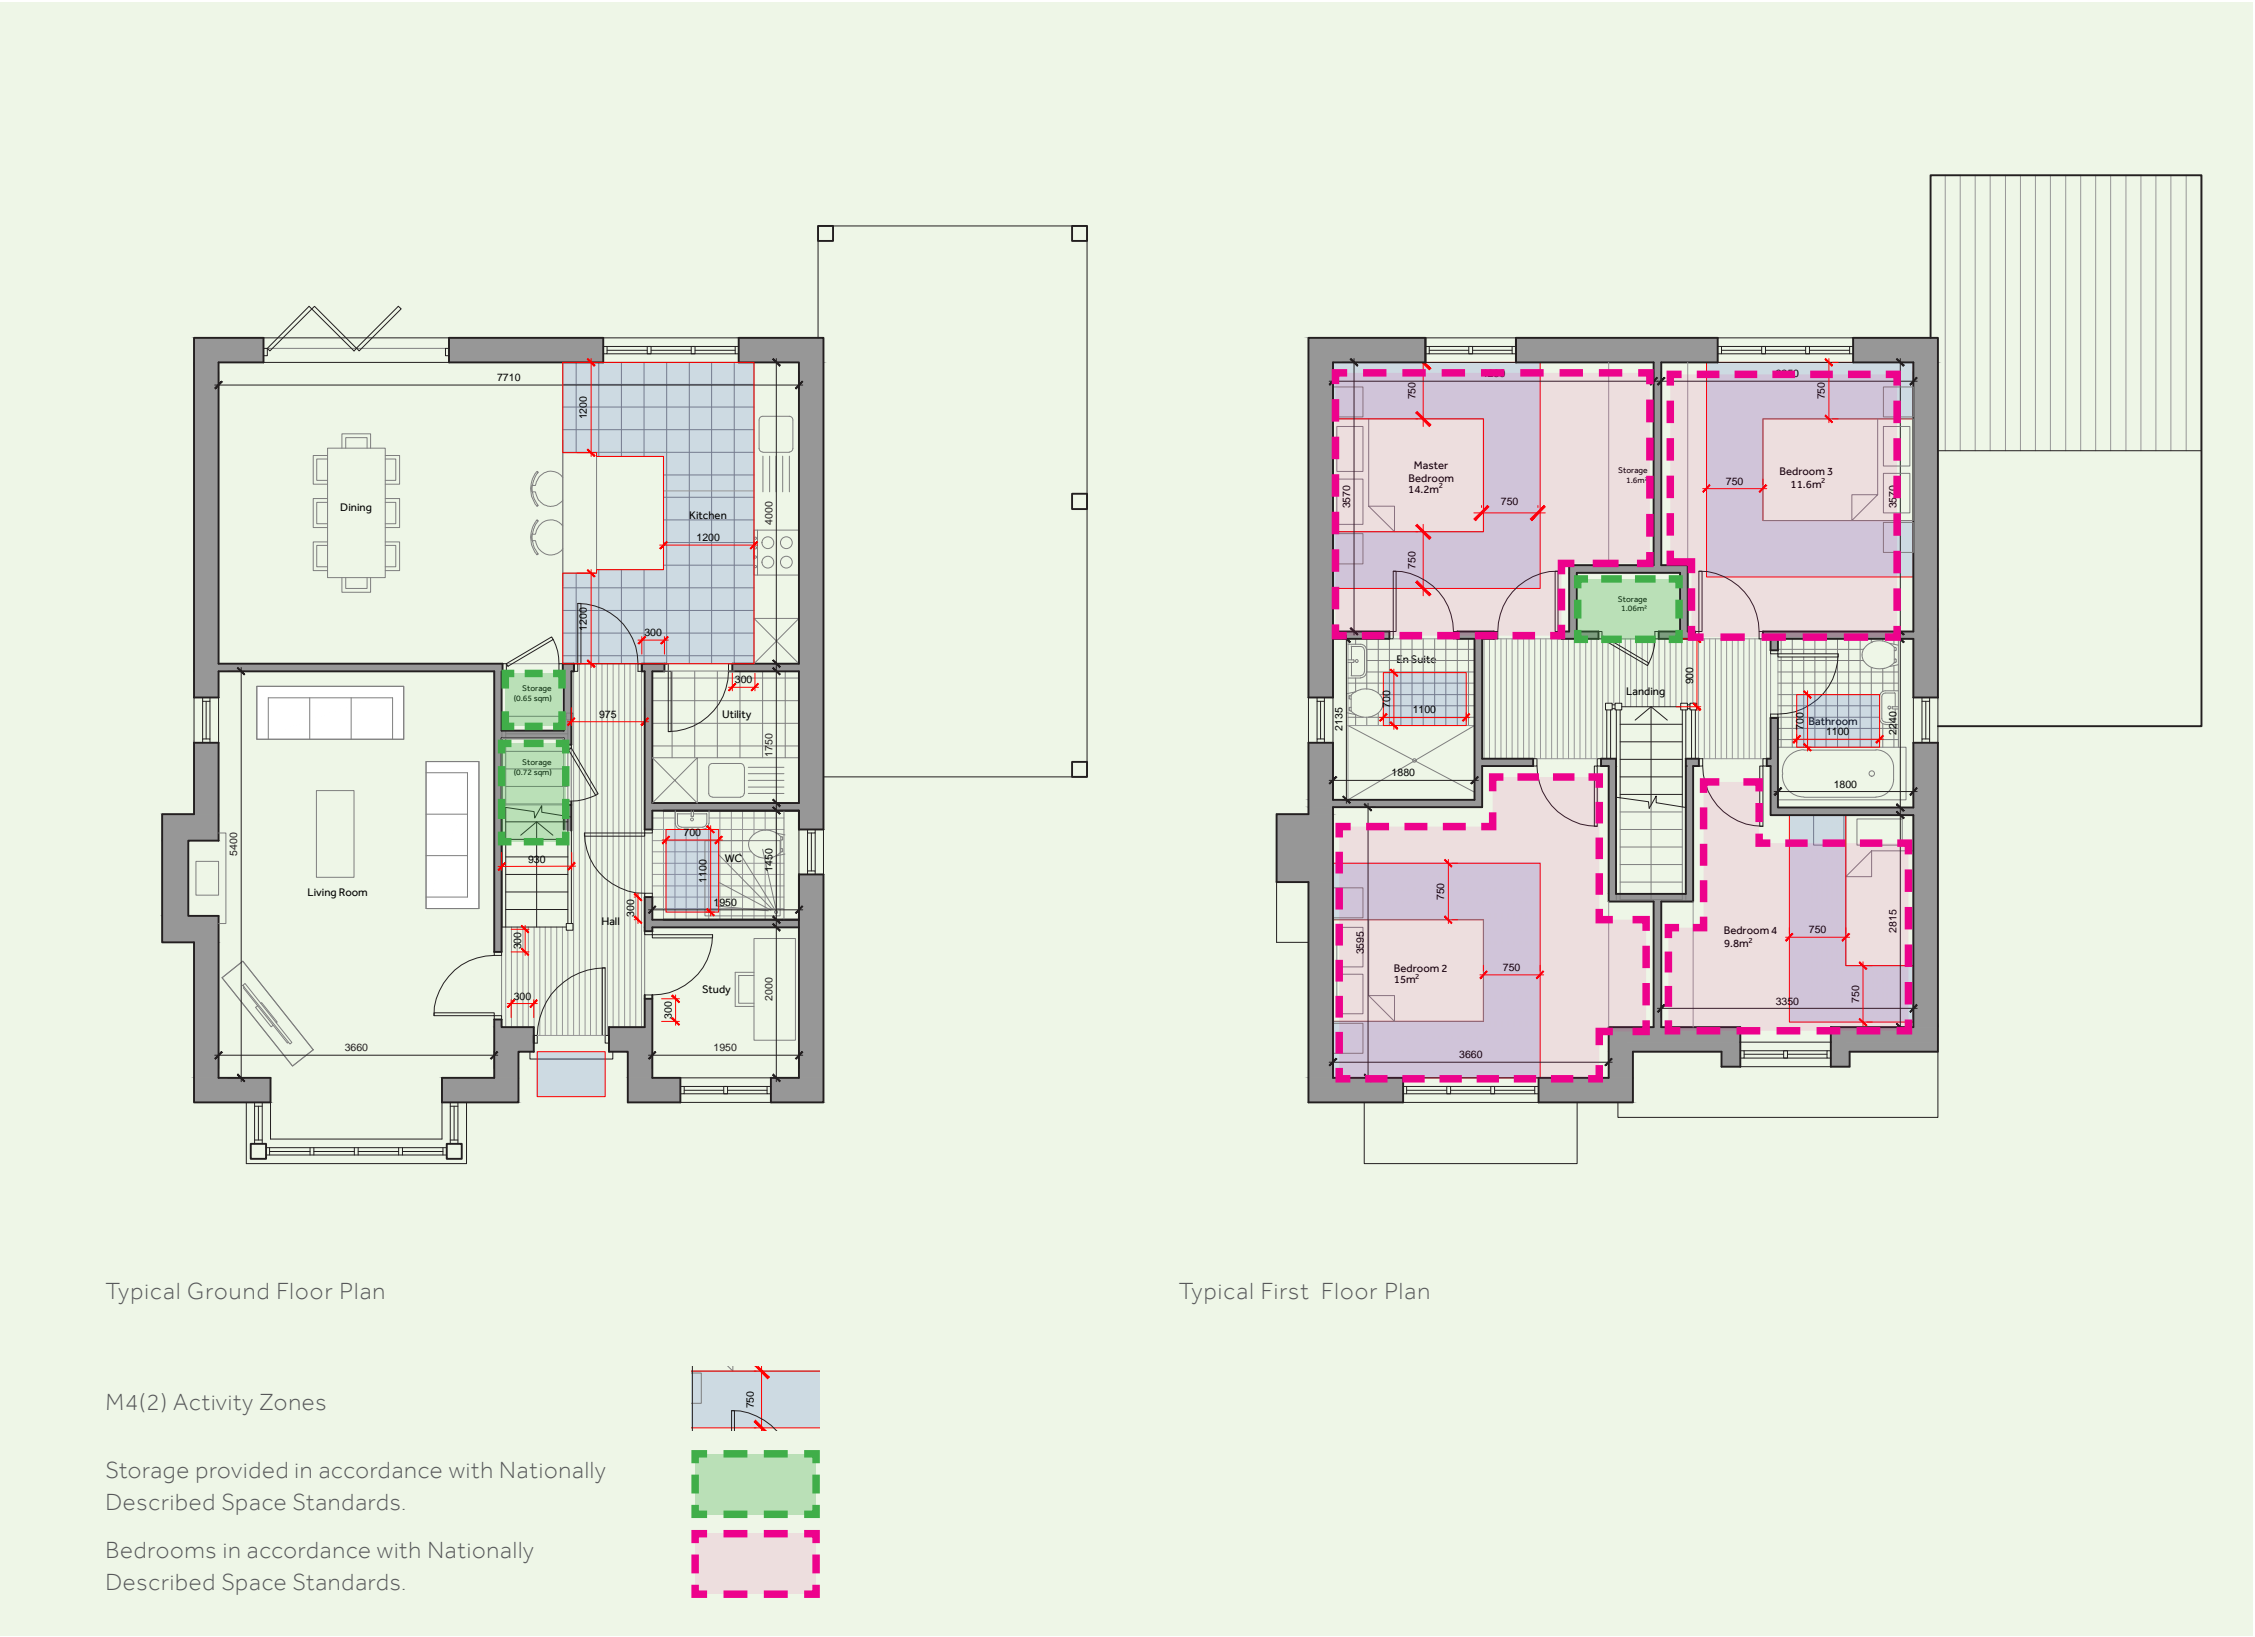 7710
1200
Dining
Kitchen
4000
1200
1200
300
Storage
(0.65 sqm)
975
300
Utility
1750
Storage
(0.72 sqm)
5400
930
700
WC
1100
1450
1950
Living Room
300
Hall
300
300
300
Study
2000
3660
1950
750
750
Master
Bedroom
14.2m²
3570
750
Storage
1.6m²
750
Bedroom 3
11.6m²
750
3570
Storage
1.06m²
En Suite
700
1100
2135
1880
Landing
900
Bathroom
700
1100
2240
1800
750
3595
Bedroom 2
15m²
750
3660
Bedroom 4
9.8m²
750
2815
750
3350
Typical Ground Floor Plan
Typical First Floor Plan
M4(2) Activity Zones
750
Storage provided in accordance with Nationally
Described Space Standards.
Bedrooms in accordance with Nationally
Described Space Standards.